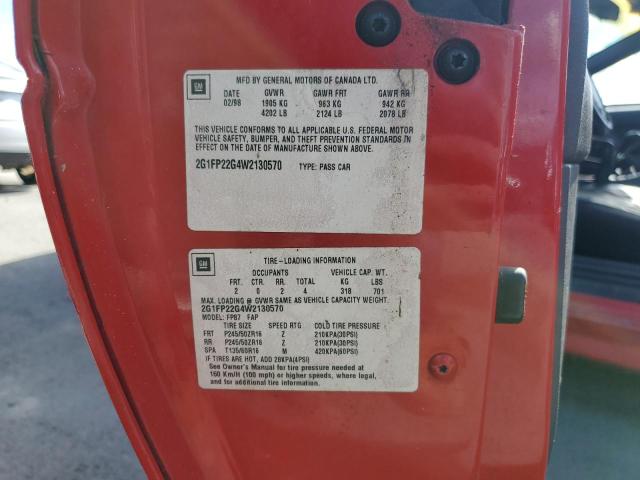 GM
MFD BY GENERAL MOTORS OF CANADA LTD.
DATE GVWR GAWR FRT GAWR RR
02/98 1905 KG 963 KG 942 KG
4202 LB 2124 LB 2078 LB
THIS VEHICLE CONFORMS TO ALL APPLICABLE U.S. FEDERAL MOTOR
VEHICLE SAFETY, BUMPER, AND THEFT PREVENTION STANDARDS
IN EFFECT ON THE DATE OF MANUFACTURE SHOWN ABOVE.
2G1FP22G4W2130570 TYPE: PASS CAR
GM
TIRE-LOADING INFORMATION
OCCUPANTS VEHICLE CAP. WT.
FRT. CTR. RR. TOTAL KG LBS
2 0 2 4 318 701
MAX. LOADING @ GVWR SAME AS VEHICLE CAPACITY WEIGHT.
2G1FP22G4W2130570
MODEL: FP87 FAP
TIRE SIZE SPEED RTG COLD TIRE PRESSURE
FRT P245/50ZR16 Z 210KPA(30PSI)
RR P245/50ZR16 Z 210KPA(30PSI)
SPA T135/60R16 M 420KPA(60PSI)
IF TIRES ARE HOT, ADD 28KPA(4PSI)
See Owner's Manual for tire pressure needed at
160 Km/H (100 mph) or higher speeds, where legal,
and for additional tire information.